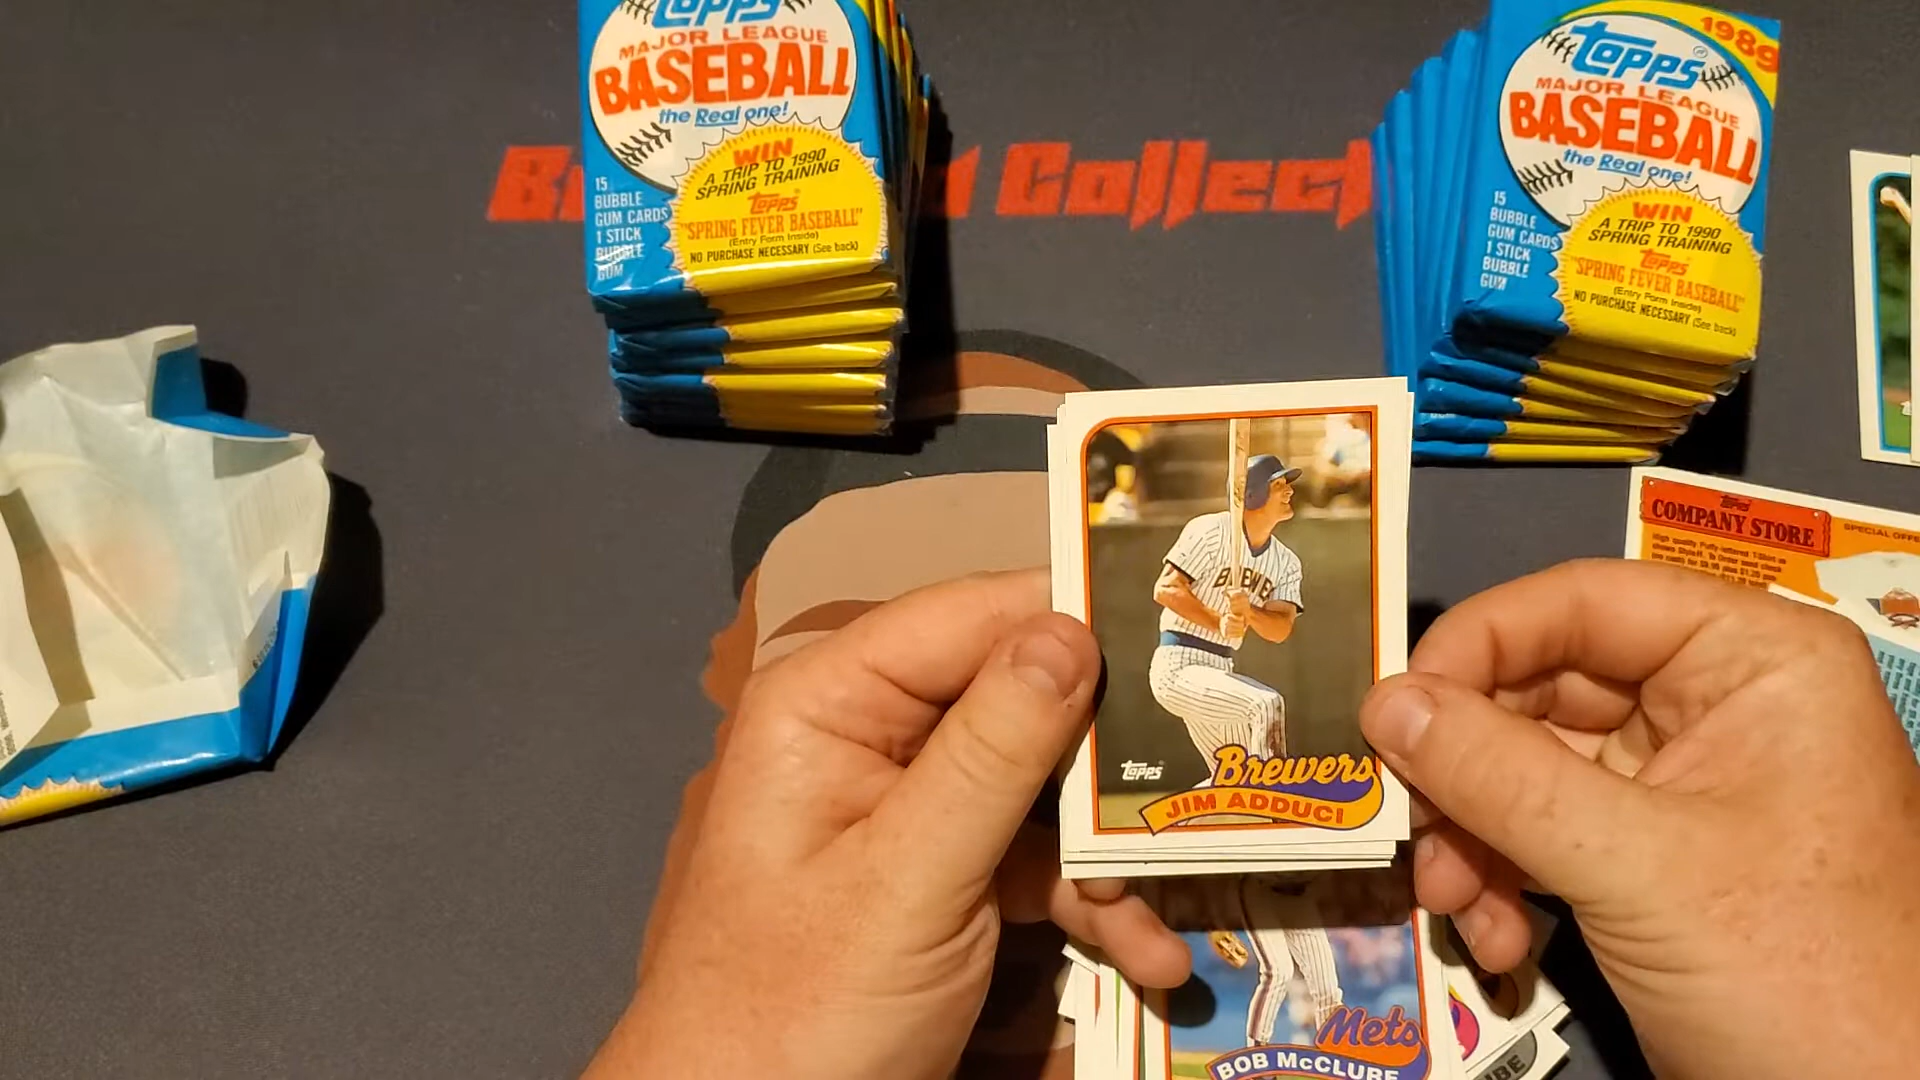 Topps
MAJOR LEAGUE
BASEBALL
the Real one!
WIN
A TRIP TO 1990
SPRING TRAINING
Topps
"SPRING FEVER BASEBALL"
(Entry Form Inside)
NO PURCHASE NECESSARY (See back)
15
BUBBLE
GUM CARDS
1 STICK
BUBBLE
GUM
Collect
1989
Topps
MAJOR LEAGUE
BASEBALL
the Real one!
WIN
A TRIP TO 1990
SPRING TRAINING
Topps
"SPRING FEVER BASEBALL"
(Entry Form Inside)
NO PURCHASE NECESSARY (See back)
15
BUBBLE
GUM CARDS
1 STICK
BUBBLE
GUM
Topps
COMPANY STORE
SPECIAL OFFE
BREWE
Topps
Brewers
JIM ADDUCI
Mets
BOB McCLURE